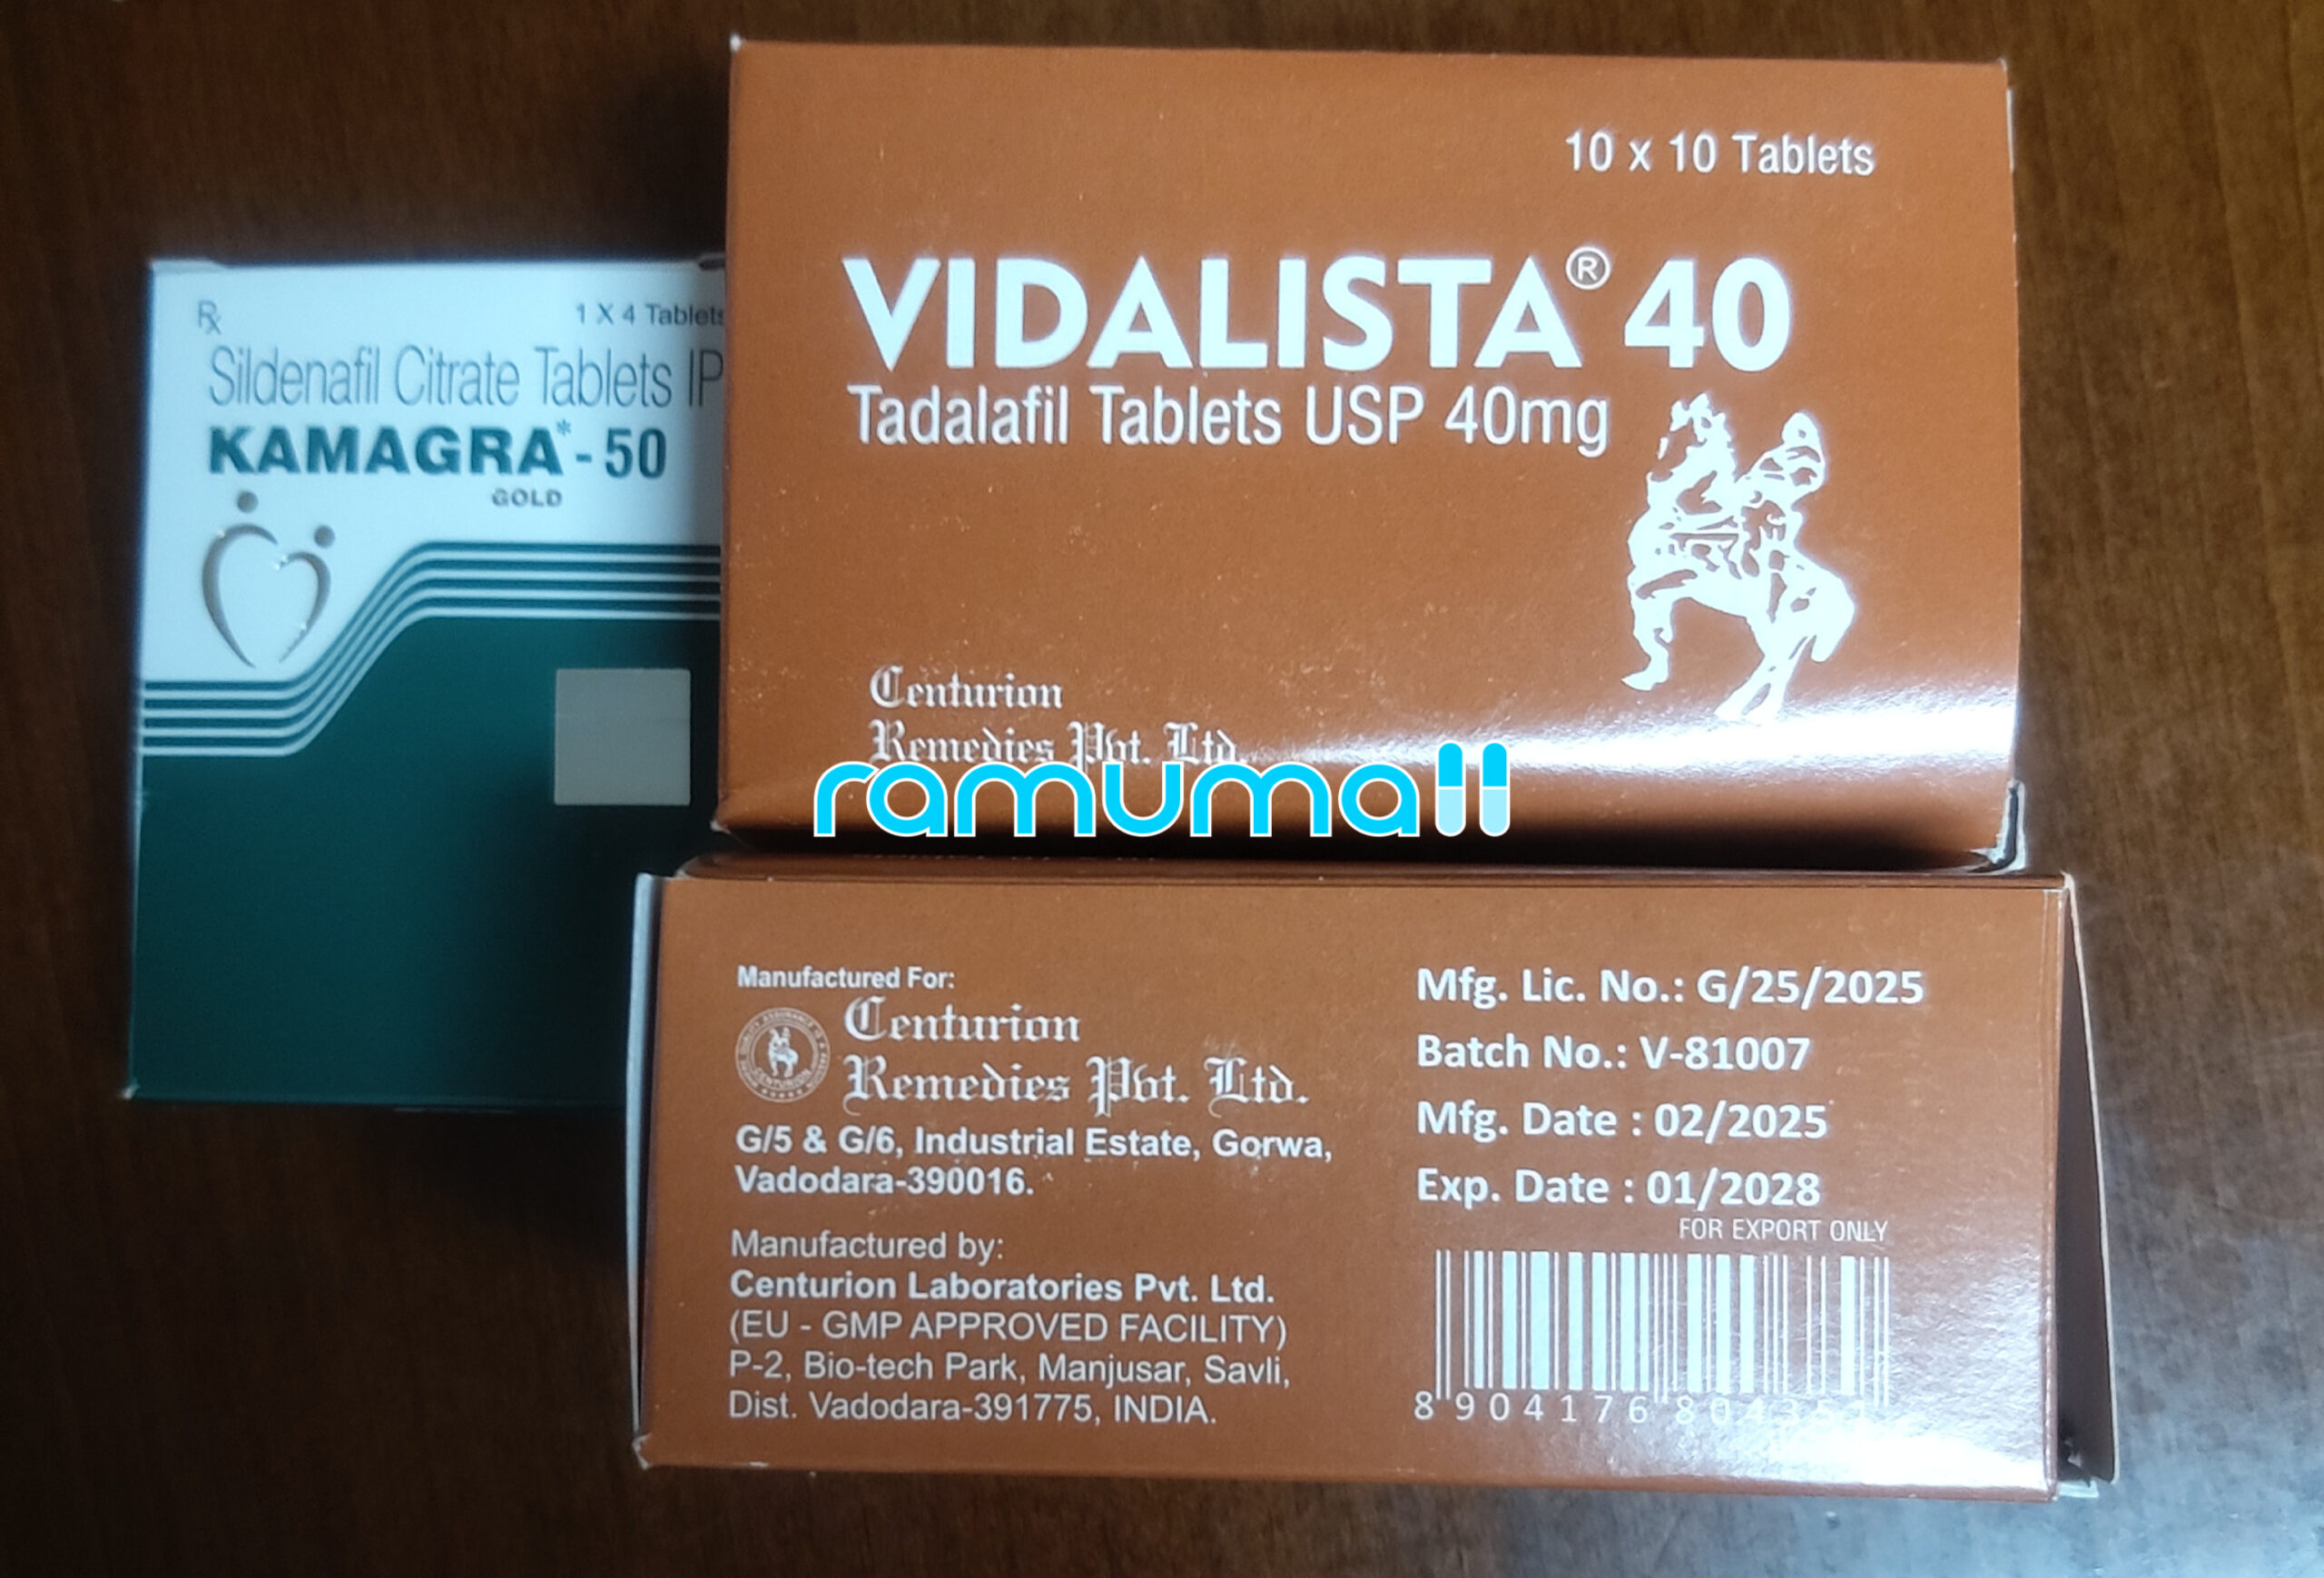 Rx
1 X 4 Tablets
Sildenafil Citrate Tablets IP
KAMAGRA*-50
GOLD
10 x 10 Tablets
VIDALISTA® 40
Tadalafil Tablets USP 40mg
Centurion
Remedies Pvt. Ltd.
ramumall
Manufactured For:
Centurion
Remedies Pvt. Ltd.
G/5 & G/6, Industrial Estate, Gorwa,
Vadodara-390016.
Manufactured by:
Centurion Laboratories Pvt. Ltd.
(EU - GMP APPROVED FACILITY)
P-2, Bio-tech Park, Manjusar, Savli,
Dist. Vadodara-391775, INDIA.
Mfg. Lic. No.: G/25/2025
Batch No.: V-81007
Mfg. Date : 02/2025
Exp. Date : 01/2028
FOR EXPORT ONLY
8 904176 804351